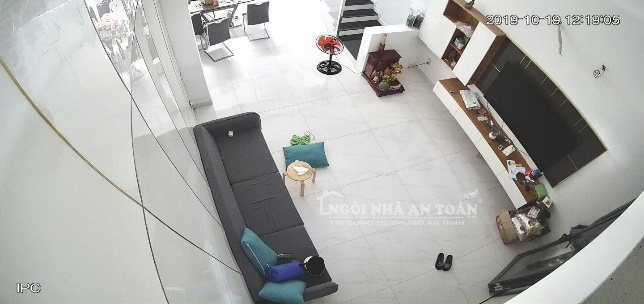 2019-10-19 12:19:05
NGÔI NHÀ AN TOÀN
IPC